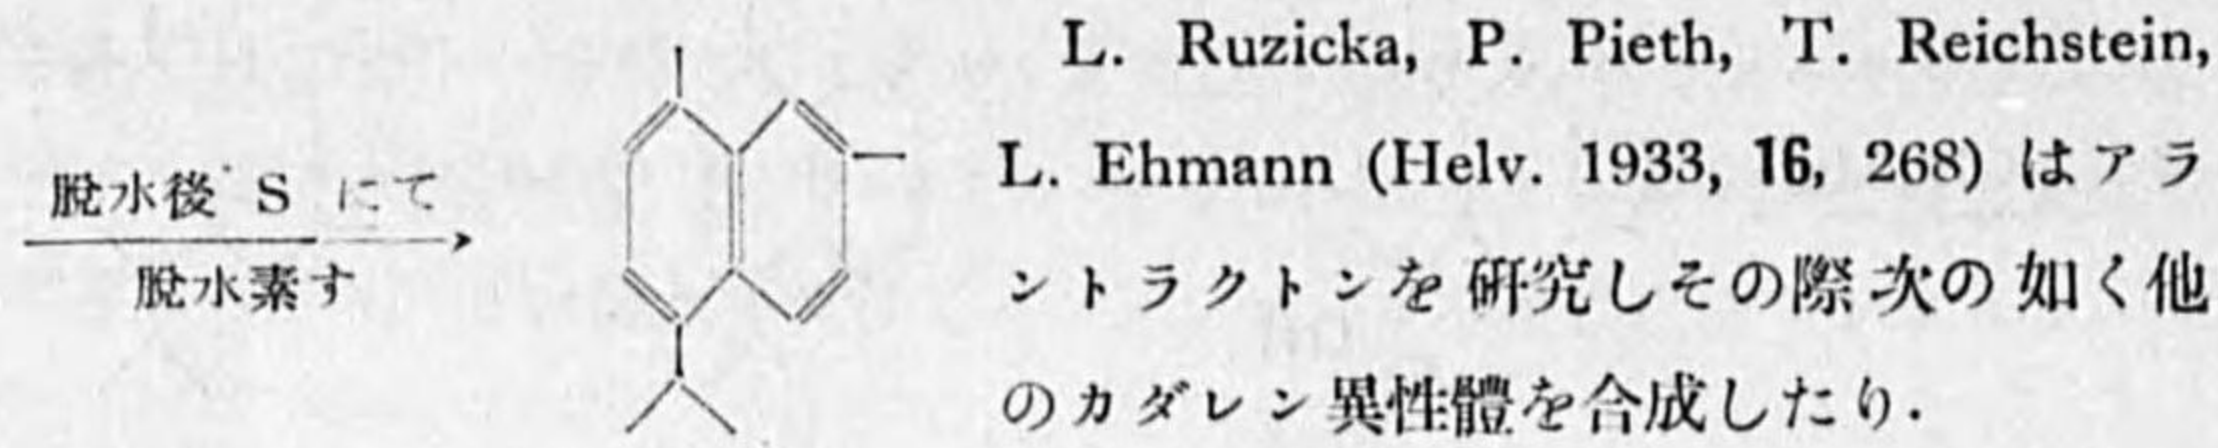 脫水後 S にて
脫水素す
L. Ruzicka, P. Pieth, T. Reichstein,
L. Ehmann (Helv. 1933, 16, 268) はアラ
ントラクトンを研究しその際次の如く他
のカダレン異性體を合成したり.